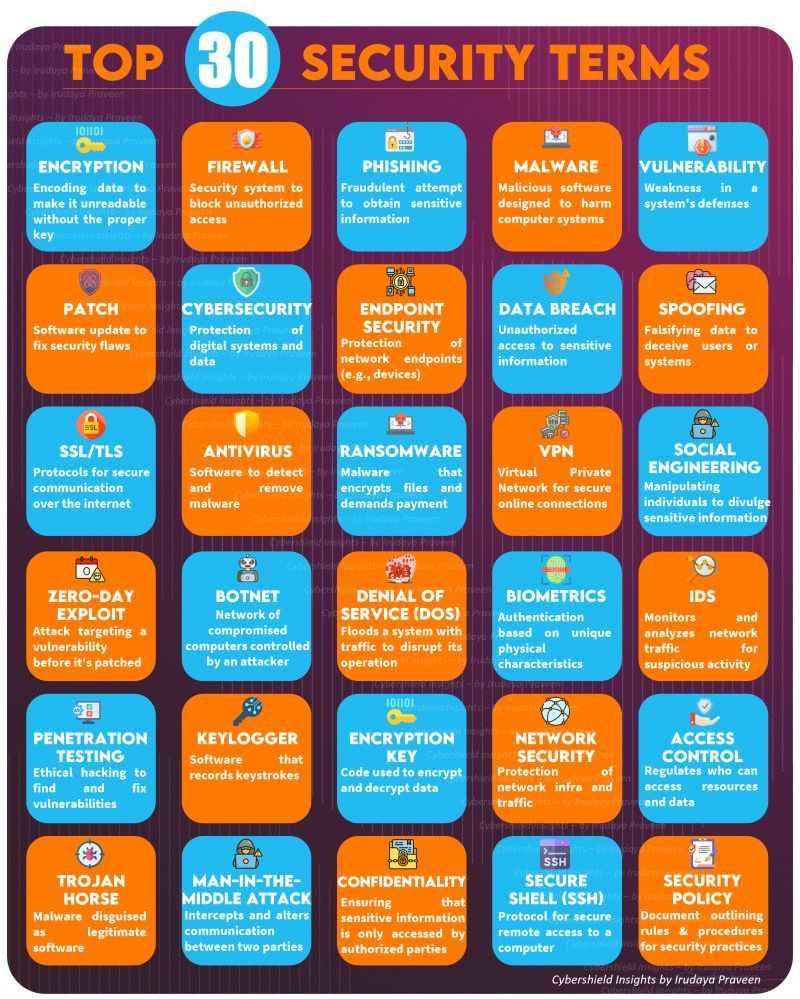 TOP 30 SECURITY TERMS
101101
ENCRYPTION
Encoding data to
make it unreadable
without the proper
key
FIREWALL
Security system to
block unauthorized
access
PHISHING
Fraudulent attempt
to obtain sensitive
information
MALWARE
Malicious software
designed to harm
computer systems
VULNERABILITY
Weakness in a
system's defenses
PATCH
Software update to
fix security flaws
CYBERSECURITY
Protection of
digital systems and
data
ENDPOINT
SECURITY
Protection of
network endpoints
(e.g., devices)
DATA BREACH
Unauthorized
access to sensitive
information
SPOOFING
Falsifying data to
deceive users or
systems
SSL
SSL/TLS
Protocols for secure
communication
over the internet
ANTIVIRUS
Software to detect
and remove
malware
RANSOMWARE
Malware that
encrypts files and
demands payment
VPN
Virtual Private
Network for secure
online connections
SOCIAL
ENGINEERING
Manipulating
individuals to divulge
sensitive information
ZERO-DAY
EXPLOIT
Attack targeting a
vulnerability
before it's patched
BOTNET
Network of
compromised
computers controlled
by an attacker
DENIAL OF
SERVICE (DOS)
Floods a system with
traffic to disrupt its
operation
BIOMETRICS
Authentication
based on unique
physical
characteristics
IDS
Monitors and
analyzes network
traffic for
suspicious activity
PENETRATION
TESTING
Ethical hacking to
find and fix
vulnerabilities
KEYLOGGER
Software that
records keystrokes
101101
ENCRYPTION
KEY
Code used to encrypt
and decrypt data
NETWORK
SECURITY
Protection of
network infra and
traffic
ACCESS
CONTROL
Regulates who can
access resources
and data
TROJAN
HORSE
Malware disguised
as legitimate
software
MAN-IN-THE-
MIDDLE ATTACK
Intercepts and alters
communication
between two parties
CONFIDENTIALITY
Ensuring that
sensitive information
is only accessed by
authorized parties
SSH
SECURE
SHELL (SSH)
Protocol for secure
remote access to a
computer
SECURITY
POLICY
Document outlining
rules & procedures
for security practices
Cybershield Insights by Irudaya Praveen